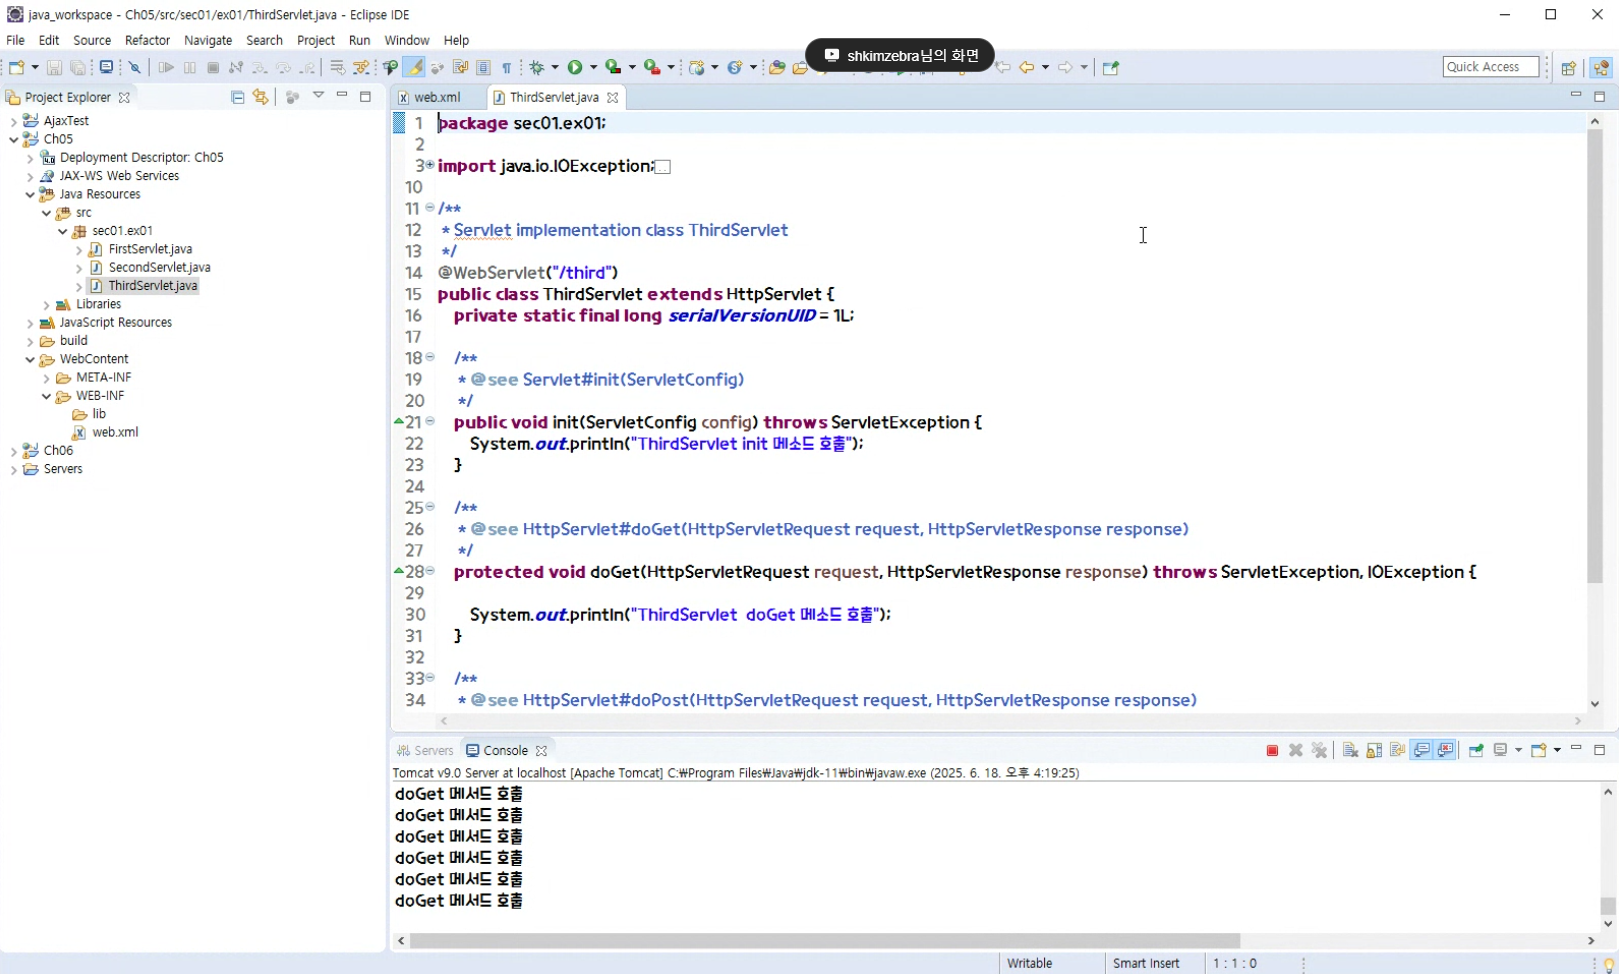 java_workspace - Ch05/src/sec01/ex01/ThirdServlet.java - Eclipse IDE
File Edit Source Refactor Navigate Search Project Run Window Help
shkimzebra님의 화면
Quick Access
Project Explorer
web.xml
ThirdServlet.java
AjaxTest
Ch05
Deployment Descriptor: Ch05
JAX-WS Web Services
Java Resources
src
sec01.ex01
FirstServlet.java
SecondServlet.java
ThirdServlet.java
Libraries
JavaScript Resources
build
WebContent
META-INF
WEB-INF
lib
web.xml
Ch06
Servers
1 package sec01.ex01;
2
3 import java.io.IOException;
10
11 /**
12 * Servlet implementation class ThirdServlet
13 */
14 @WebServlet("/third")
15 public class ThirdServlet extends HttpServlet {
16 private static final long serialVersionUID = 1L;
17
18 /**
19 * @see Servlet#init(ServletConfig)
20 */
21 public void init(ServletConfig config) throws ServletException {
22 System.out.println("ThirdServlet init 메소드 호출");
23 }
24
25 /**
26 * @see HttpServlet#doGet(HttpServletRequest request, HttpServletResponse response)
27 */
28 protected void doGet(HttpServletRequest request, HttpServletResponse response) throws ServletException, IOException {
29
30 System.out.println("ThirdServlet  doGet 메소드 호출");
31 }
32
33 /**
34 * @see HttpServlet#doPost(HttpServletRequest request, HttpServletResponse response)
Servers Console
Tomcat v9.0 Server at localhost [Apache Tomcat] C:₩Program Files₩Java₩jdk-11₩bin₩javaw.exe (2025. 6. 18. 오후 4:19:25)
doGet 메서드 호출
doGet 메서드 호출
doGet 메서드 호출
doGet 메서드 호출
doGet 메서드 호출
doGet 메서드 호출
Writable Smart Insert 1 : 1 : 0